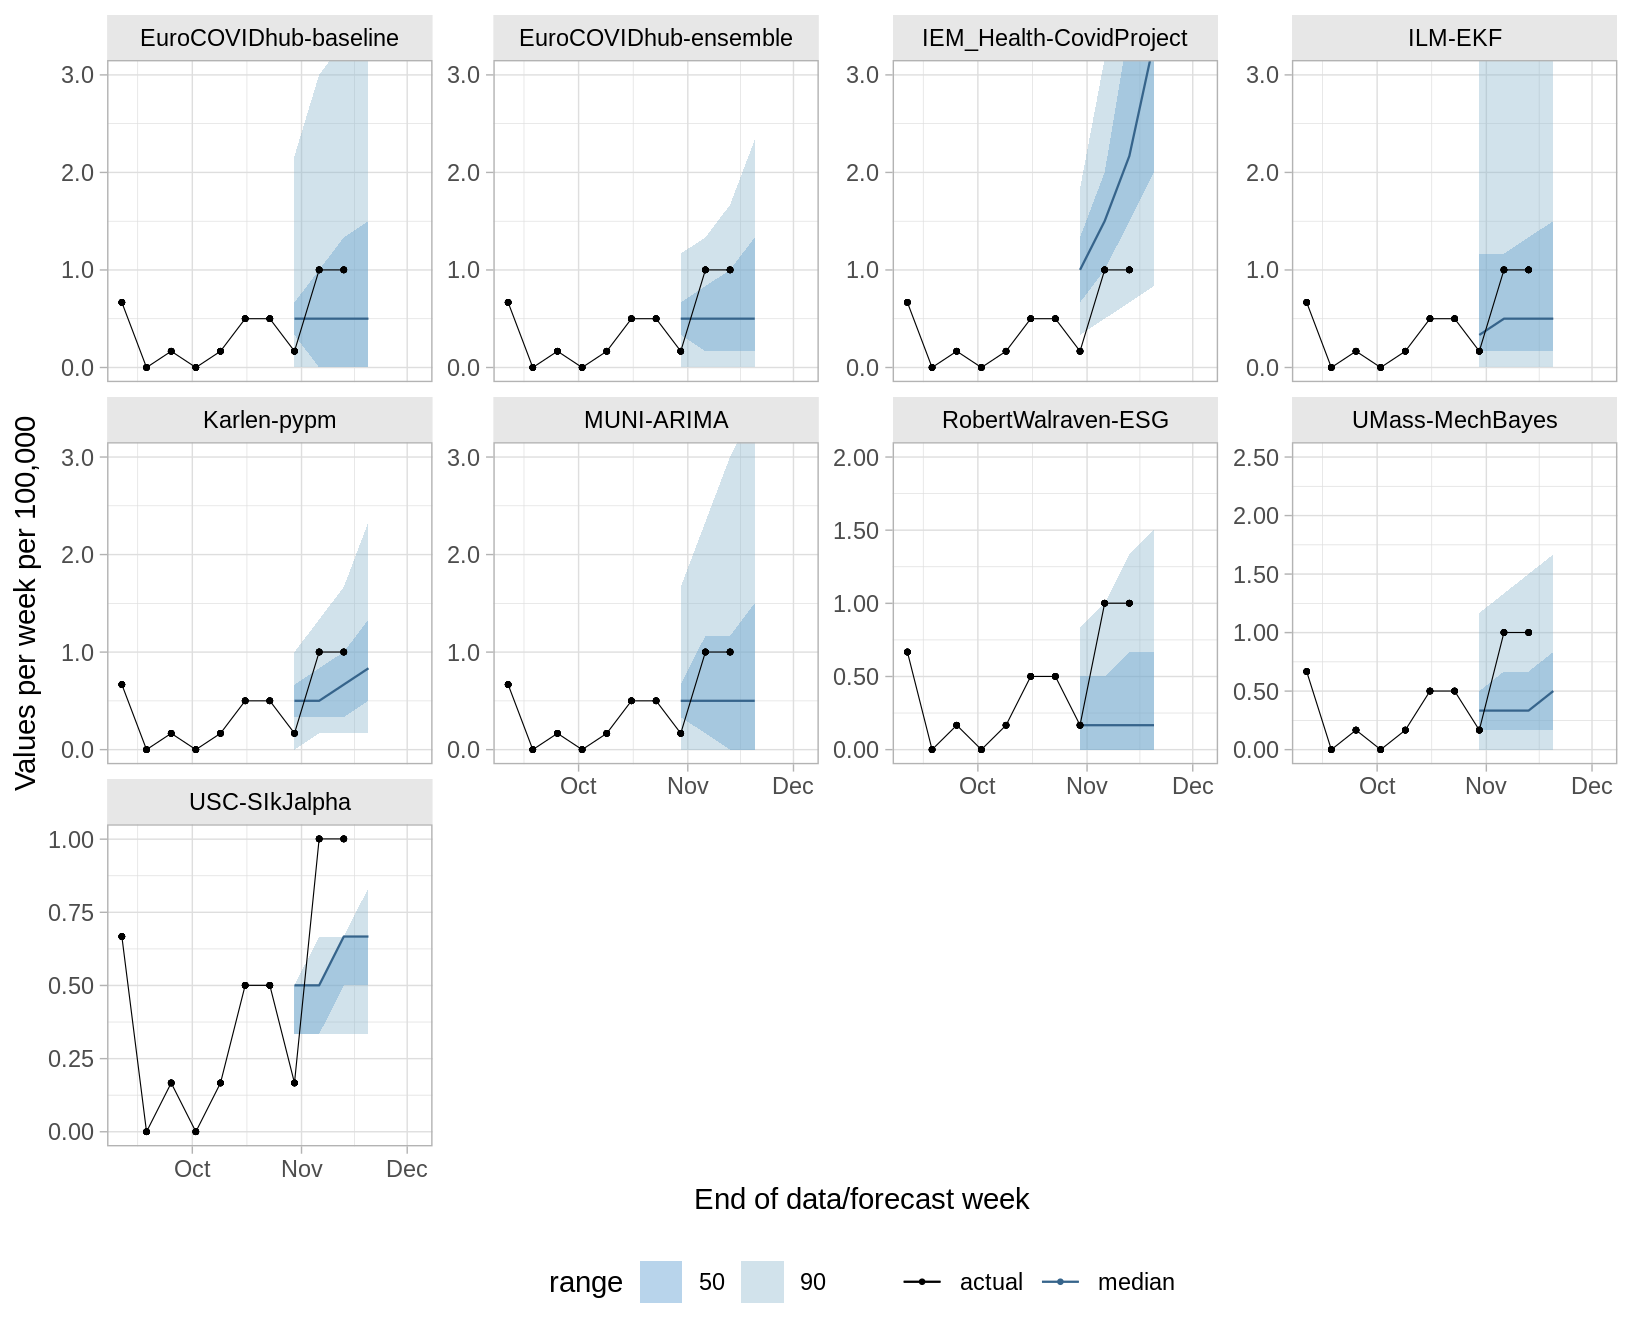 EuroCOVIDhub-baseline
EuroCOVIDhub-ensemble
IEM_Health-CovidProject
ILM-EKF
3.0
2.0
1.0
0.0
3.0
2.0
1.0
0.0
3.0
2.0
1.0
0.0
3.0
2.0
1.0
0.0
Karlen-pypm
MUNI-ARIMA
RobertWalraven-ESG
UMass-MechBayes
3.0
2.0
1.0
0.0
3.0
2.0
1.0
0.0
Oct Nov Dec
2.00
1.50
1.00
0.50
0.00
Oct Nov Dec
2.50
2.00
1.50
1.00
0.50
0.00
Oct Nov Dec
USC-SIkJalpha
1.00
0.75
0.50
0.25
0.00
Oct Nov Dec
Values per week per 100,000
End of data/forecast week
range 50 90 actual median